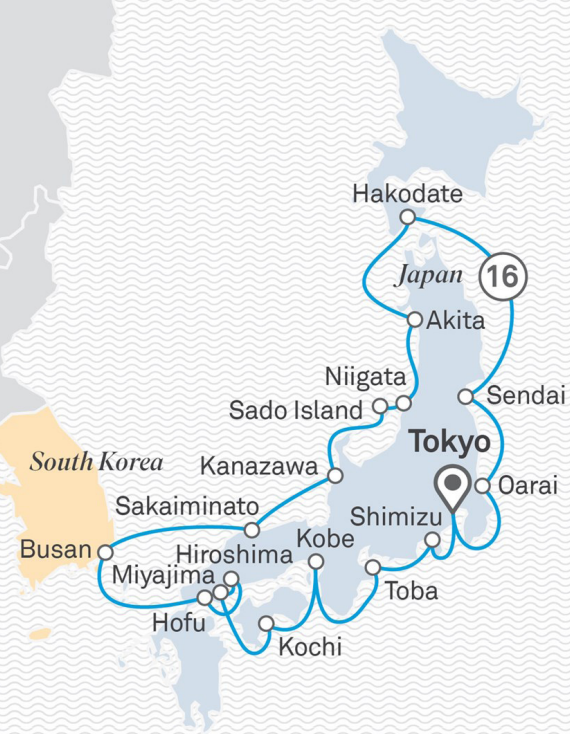 Hakodate
Japan
16
Akita
Niigata
Sado Island
Sendai
Tokyo
South Korea
Kanazawa
Oarai
Sakaiminato
Shimizu
Busan
Hiroshima
Kobe
Miyajima
Toba
Hofu
Kochi